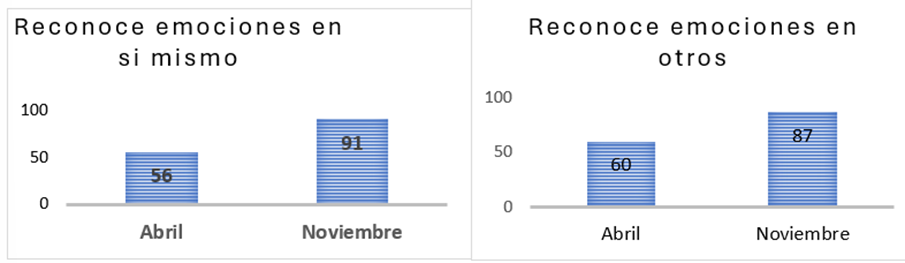 Reconoce emociones en
si mismo
100
50
0
56
91
Abril
Noviembre
Reconoce emociones en
otros
100
50
0
60
87
Abril
Noviembre